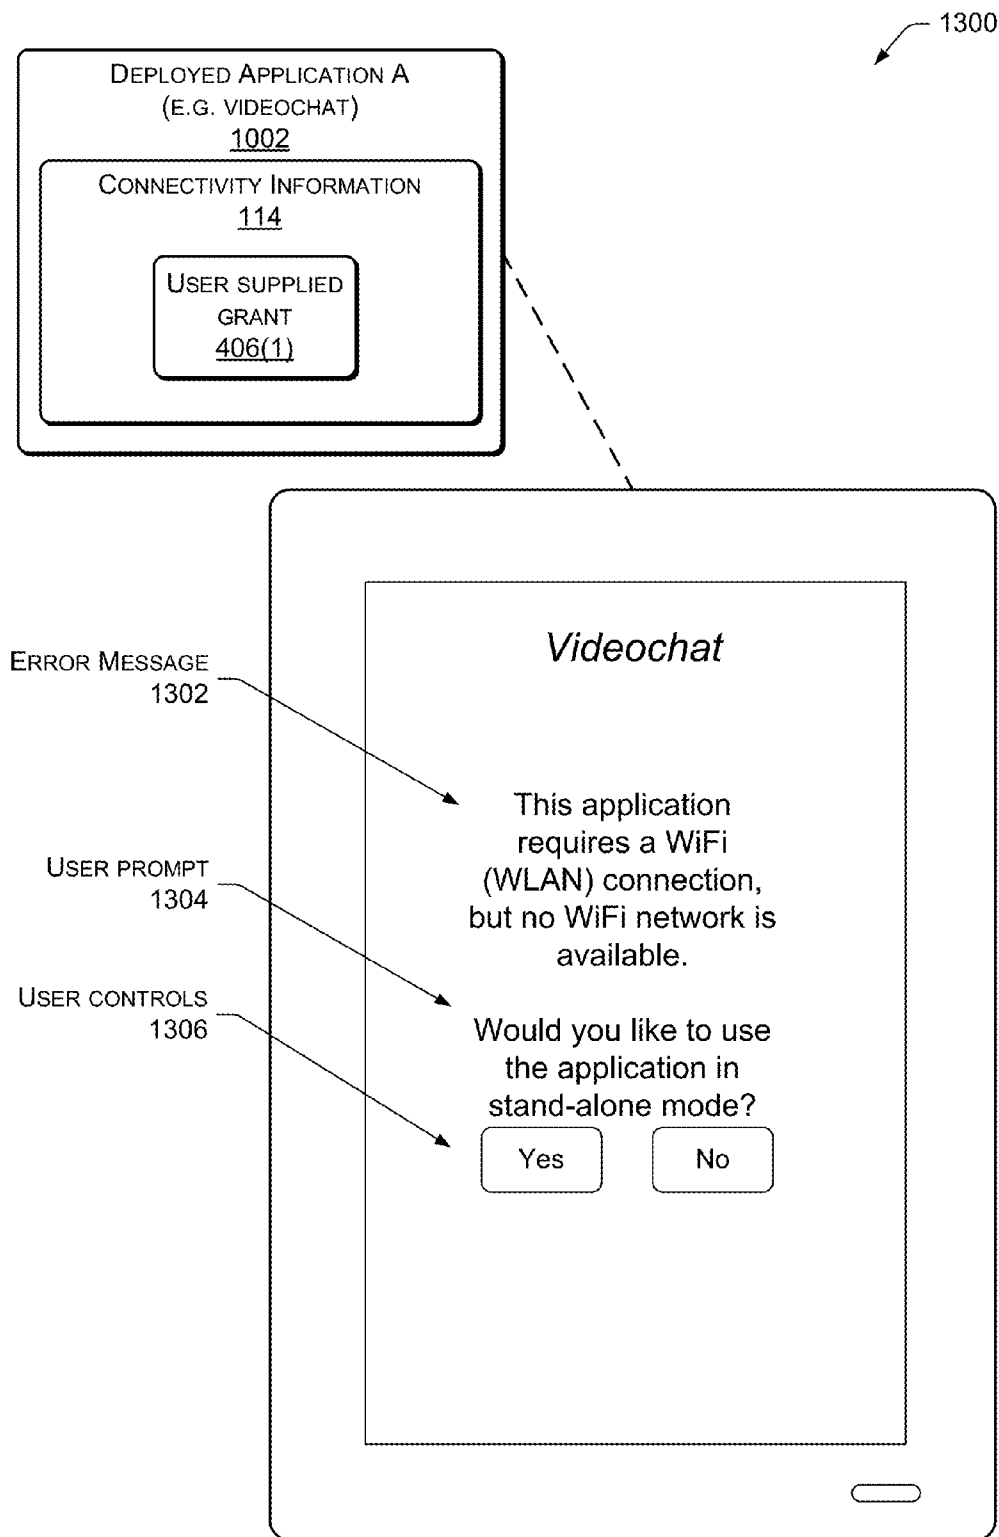 1300
DEPLOYED APPLICATION A
(E.G. VIDEOCHAT)
1002
CONNECTIVITY INFORMATION
114
USER SUPPLIED
GRANT
406(1)
Videochat
ERROR MESSAGE
1302
This application
requires a WiFi
(WLAN) connection,
but no WiFi network is
available.
USER PROMPT
1304
Would you like to use
the application in
stand-alone mode?
USER CONTROLS
1306
Yes
No